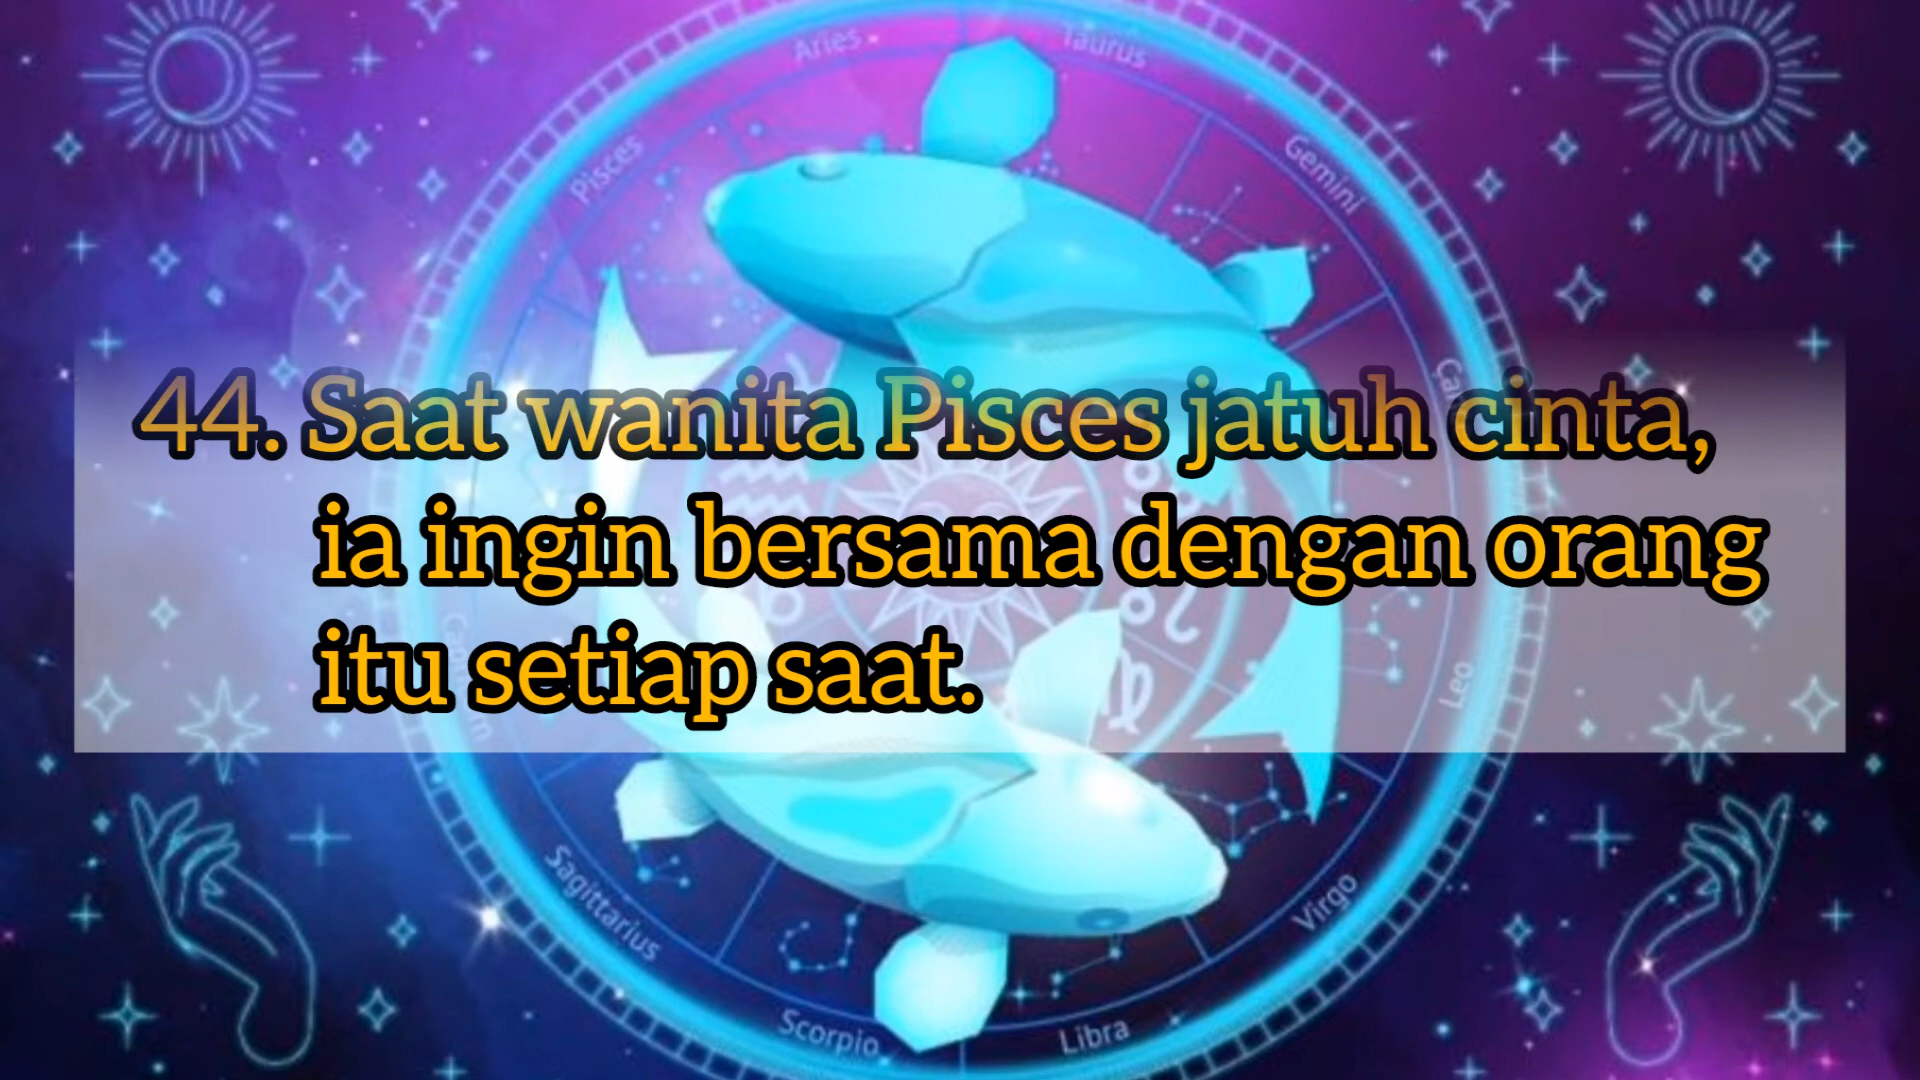 Aries
Taurus
Pisces
Gemini
44. Saat wanita Pisces jatuh cinta,
ia ingin bersama dengan orang
itu setiap saat.
Leo
Sagittarius
Virgo
Scorpio
Libra